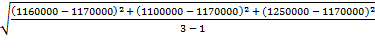 √(((1160000 − 1170000)² + (1100000 − 1170000)² + (1250000 − 1170000)²) / (3 − 1))